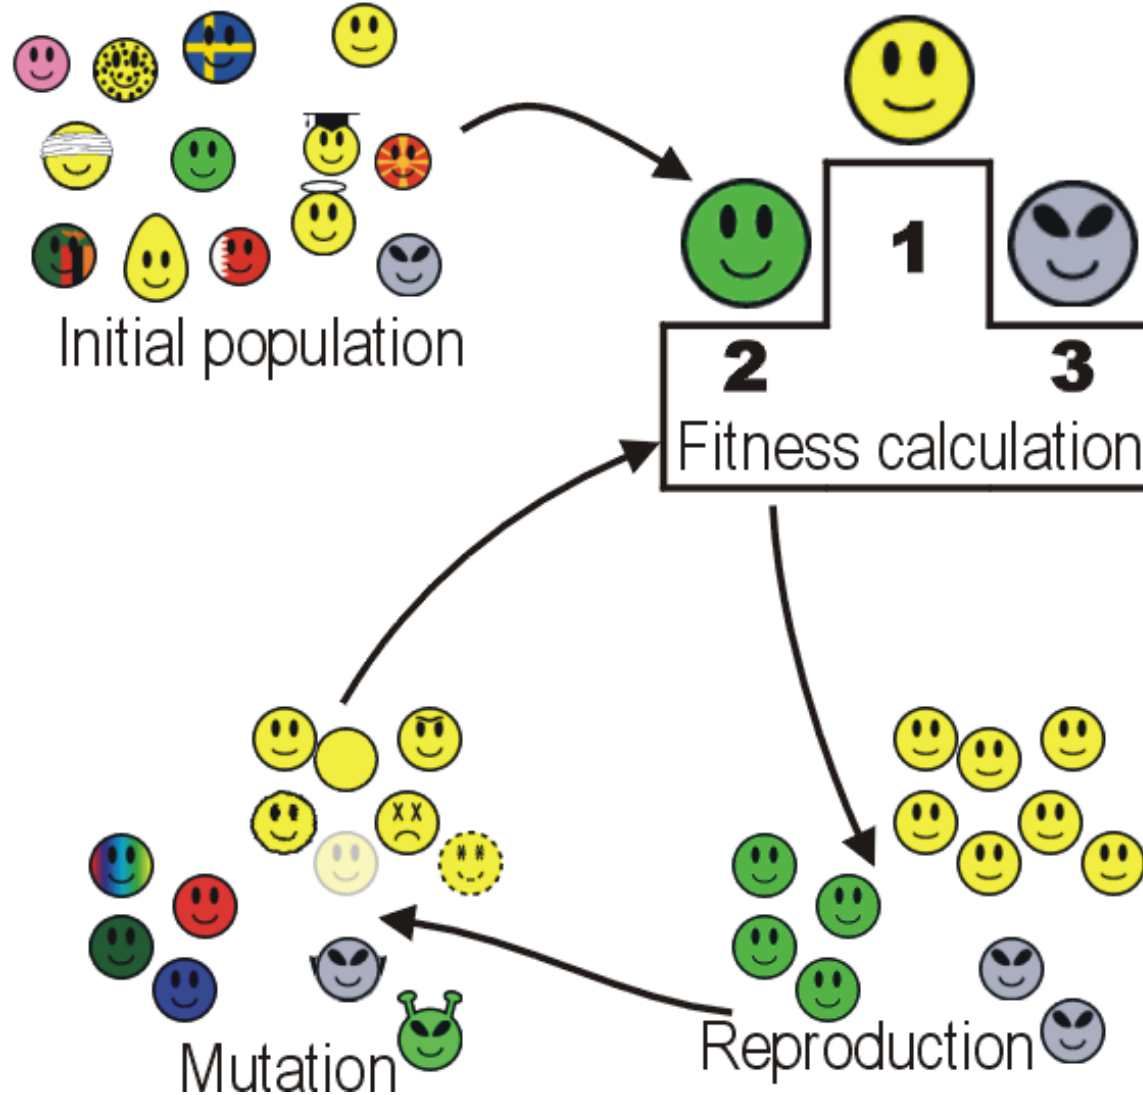 Initial population
1
2
3
Fitness calculation
Mutation
Reproduction